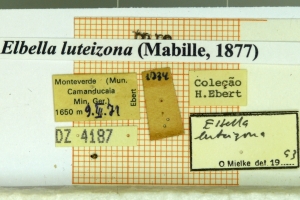 Elbella luteizona (Mabille, 1877)
Monteverde (Mun.
Camanducaia
Min. Ger.)
1650 m 9.III.71
Ebert
Coleção
H.Ebert
DZ 4187
Elbella
luteizona
O Mielke det. 19......